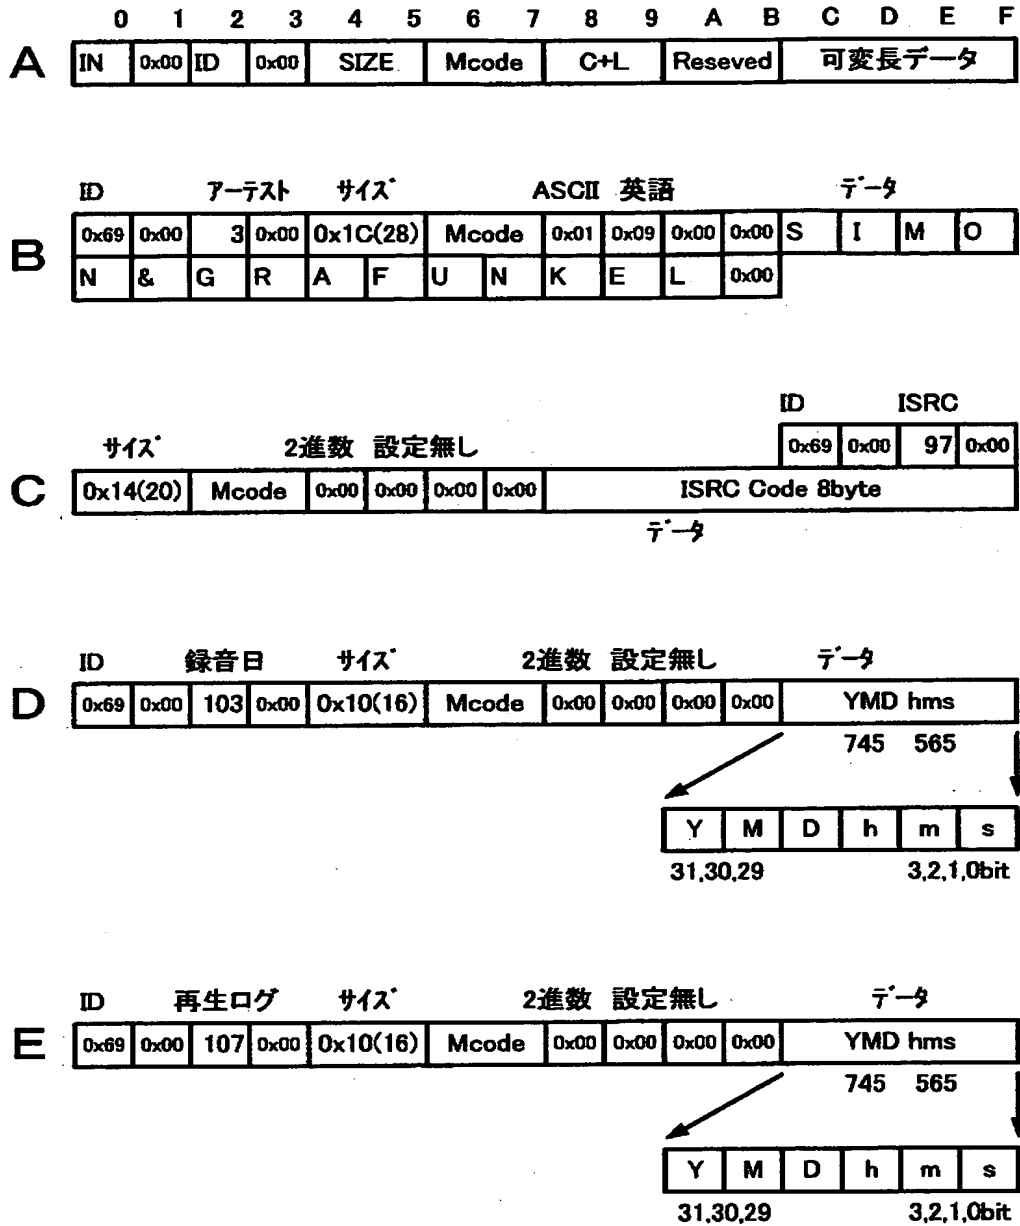 0 1 2 3 4 5 6 7 8 9 A B C D E F
A IN 0x00 ID 0x00 SIZE Mcode C+L Reseved 可変長データ
ID アーテスト サイズ ASCII 英語 データ
B 0x69 0x00 3 0x00 0x1C(28) Mcode 0x01 0x09 0x00 0x00 S I M O
N & G R A F U N K E L 0x00
ID ISRC
0x69 0x00 97 0x00
サイズ 2進数 設定無し
C 0x14(20) Mcode 0x00 0x00 0x00 0x00 ISRC Code 8byte
データ
ID 録音日 サイズ 2進数 設定無し データ
D 0x69 0x00 103 0x00 0x10(16) Mcode 0x00 0x00 0x00 0x00 YMD hms
745 565
Y M D h m s
31,30,29 3,2,1,0bit
ID 再生ログ サイズ 2進数 設定無し データ
E 0x69 0x00 107 0x00 0x10(16) Mcode 0x00 0x00 0x00 0x00 YMD hms
745 565
Y M D h m s
31,30,29 3,2,1,0bit